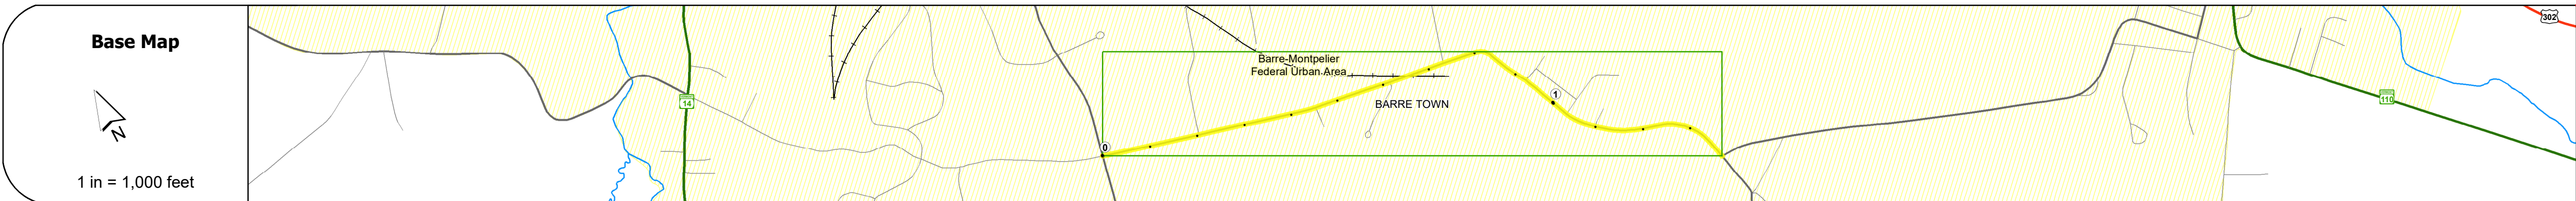 Base Map
N
1 in = 1,000 feet
14
0
Barre-Montpelier
Federal Urban Area
BARRE TOWN
1
110
302